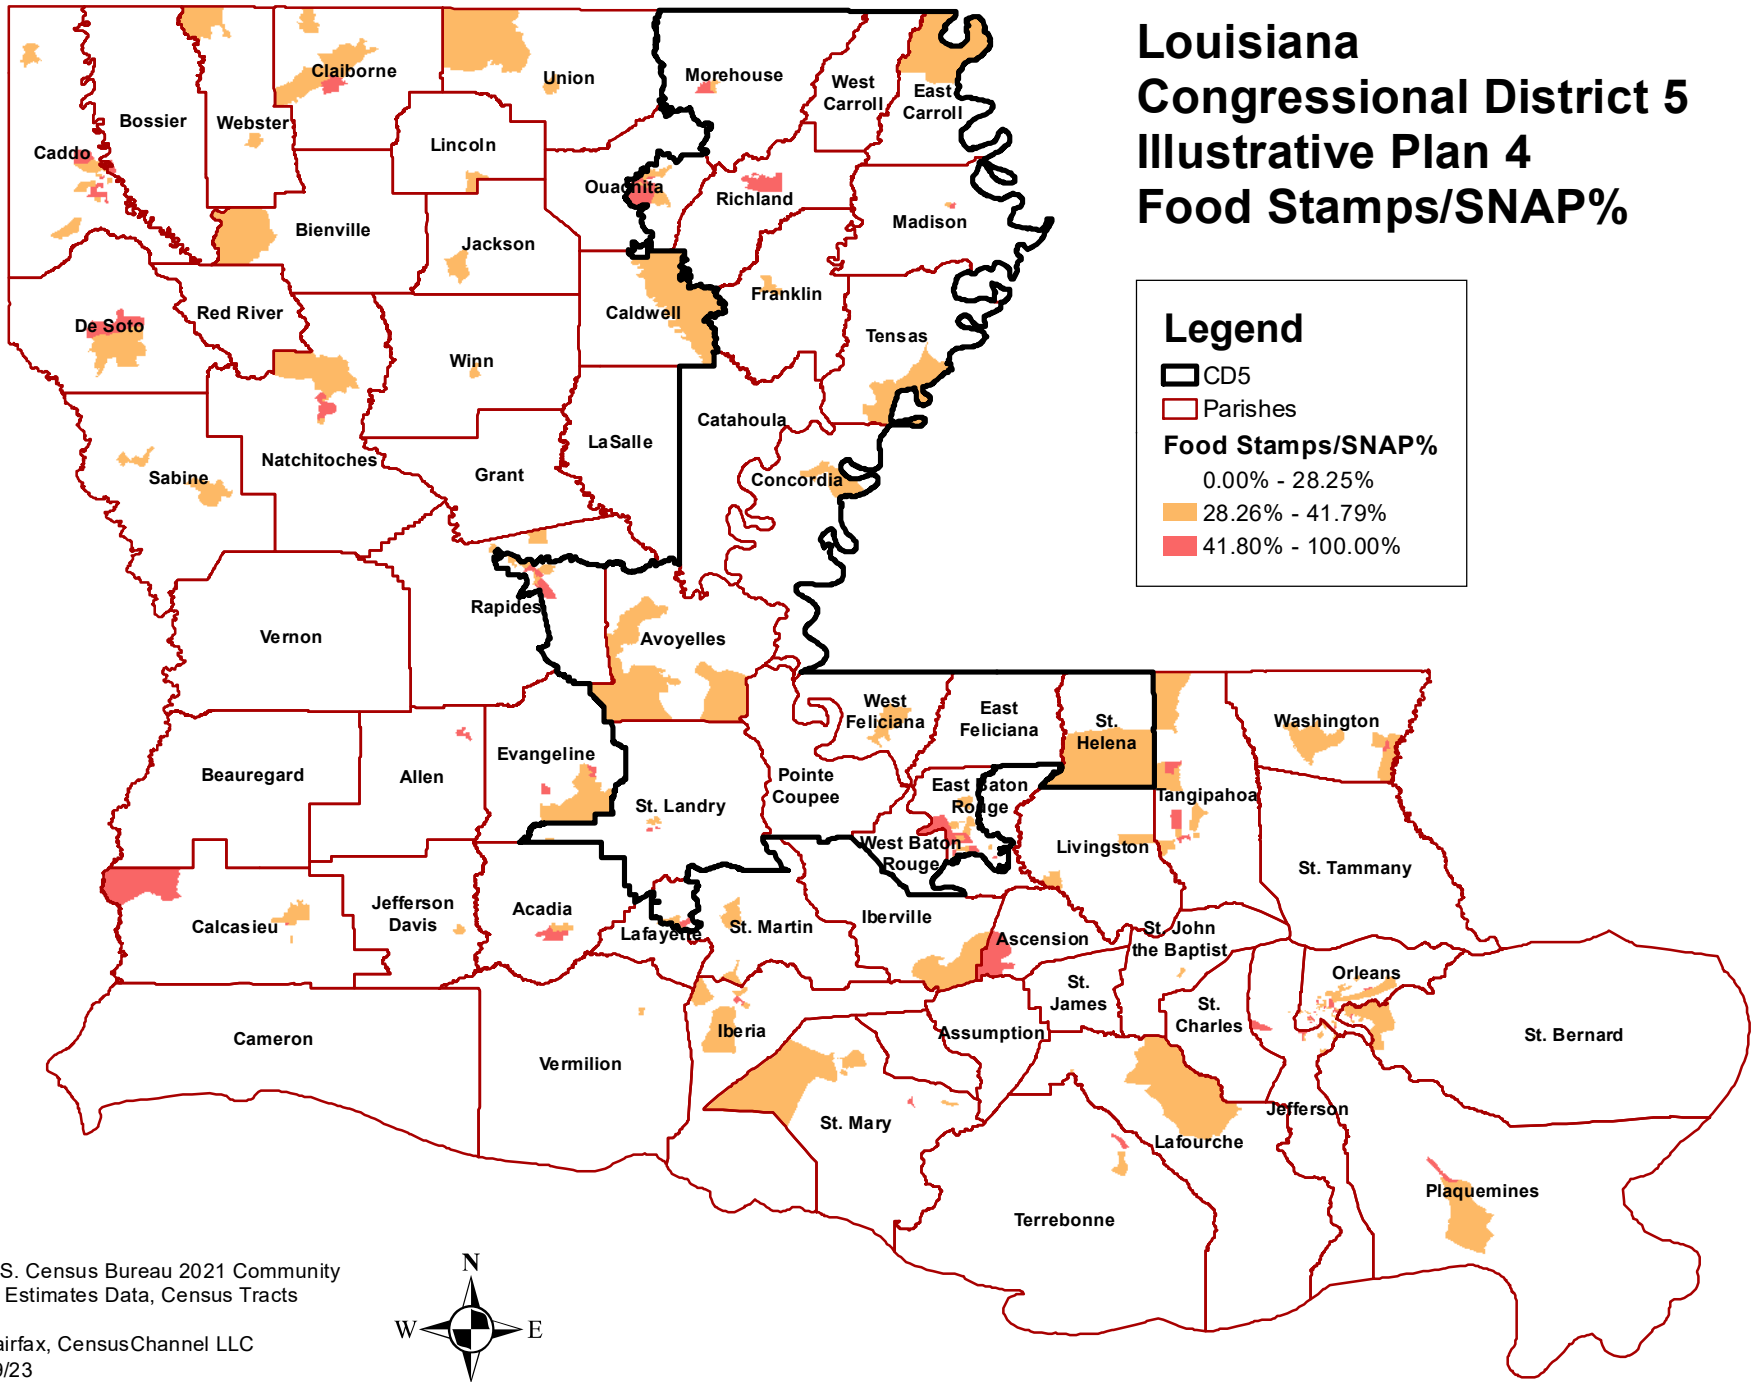 Louisiana
Congressional District 5
Illustrative Plan 4
Food Stamps/SNAP%
Legend
CD5
Parishes
Food Stamps/SNAP%
0.00% - 28.25%
28.26% - 41.79%
41.80% - 100.00%
Claiborne
Union
Morehouse
West
Carroll
East
Carroll
Bossier
Webster
Lincoln
Caddo
Ouachita
Richland
Madison
Bienville
Jackson
Franklin
De Soto
Red River
Caldwell
Winn
Tensas
Catahoula
LaSalle
Natchitoches
Sabine
Grant
Concordia
Rapides
Vernon
Avoyelles
West
Feliciana
East
Feliciana
St.
Helena
Washington
Beauregard
Allen
Evangeline
Pointe
Coupee
East Baton
Rouge
Tangipahoa
St. Landry
West Baton
Rouge
Livingston
St. Tammany
Calcasieu
Jefferson
Davis
Acadia
Lafayette
St. Martin
Iberville
Ascension
St. John
the Baptist
Orleans
St.
James
St.
Charles
Cameron
Vermilion
Iberia
Assumption
St. Bernard
St. Mary
Jefferson
Lafourche
Plaquemines
Terrebonne
S. Census Bureau 2021 Community
Estimates Data, Census Tracts
airfax, CensusChannel LLC
9/23
N
W
E
S